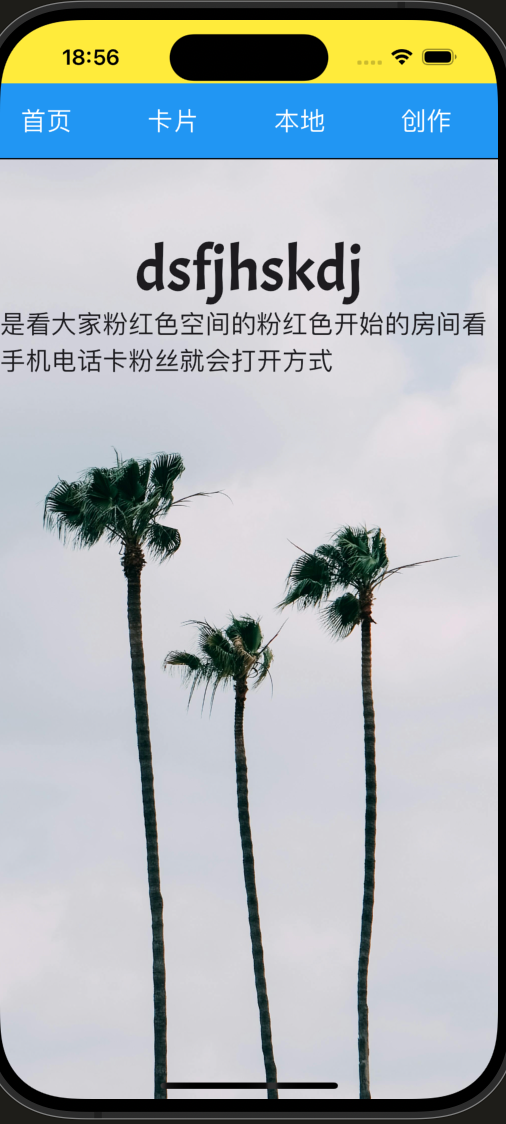 18:56
首页 卡片 本地 创作
dsfjhskdj
是看大家粉红色空间的粉红色开始的房间看
手机电话卡粉丝就会打开方式